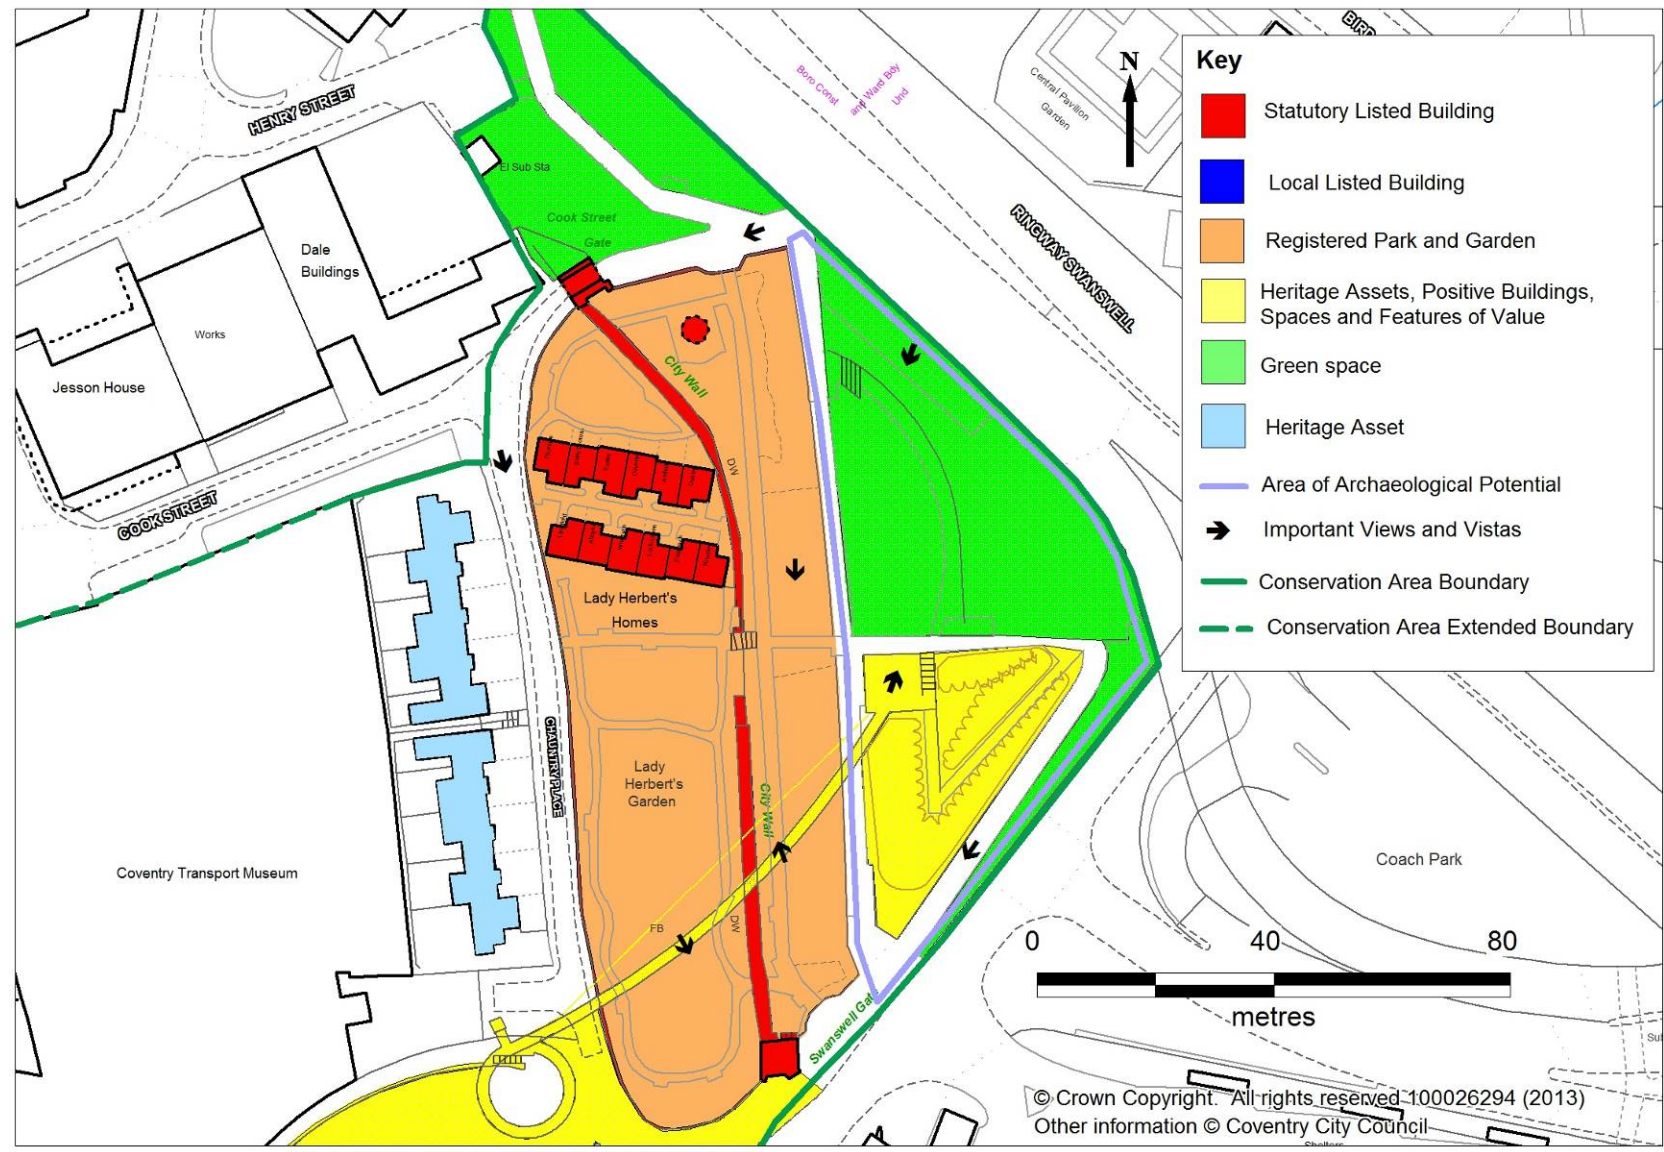 BIRD
HENRY STREET
Boro Const
and Ward Bdy
Und
Central Pavilion
Garden
N
El Sub Sta
Cook Street
Gate
RINGWAY SWANSWELL
Dale
Buildings
Works
Jesson House
City Wall
COOK STREET
DW
Lady Herbert's
Homes
CHAUNTRY PLACE
Lady
Herbert's
Garden
City Wall
Coventry Transport Museum
FB
DW
Swanswell Gate
Coach Park
Key
Statutory Listed Building
Local Listed Building
Registered Park and Garden
Heritage Assets, Positive Buildings,
Spaces and Features of Value
Green space
Heritage Asset
Area of Archaeological Potential
Important Views and Vistas
Conservation Area Boundary
Conservation Area Extended Boundary
0 40 80
metres
Sub
© Crown Copyright. All rights reserved 100026294 (2013)
Other information © Coventry City Council
Shelters